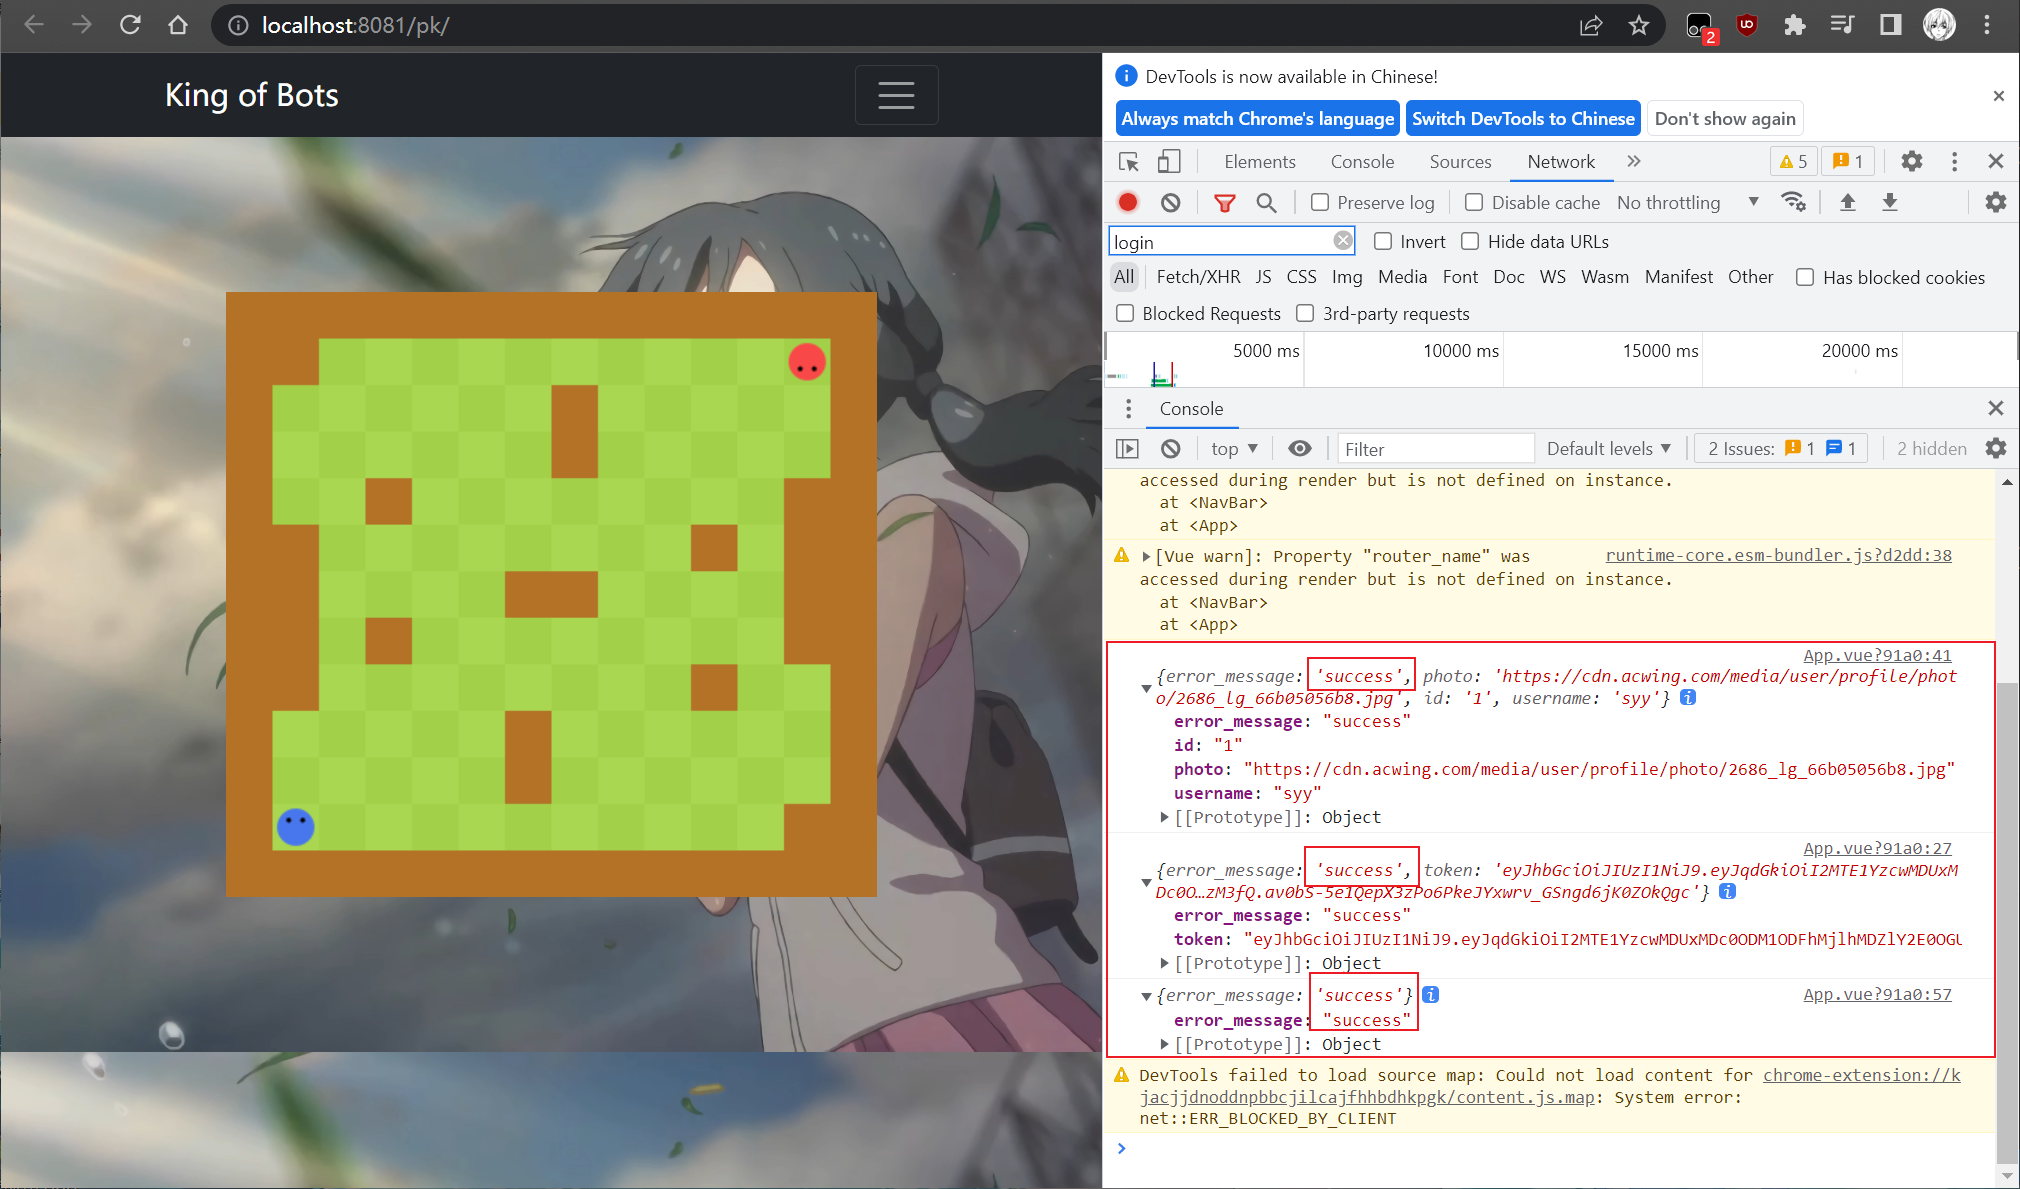 localhost:8081/pk/
2
King of Bots
DevTools is now available in Chinese!
Always match Chrome's language
Switch DevTools to Chinese
Don't show again
Elements Console Sources Network 5 1
Preserve log Disable cache No throttling
login Invert Hide data URLs
All Fetch/XHR JS CSS Img Media Font Doc WS Wasm Manifest Other Has blocked cookies
Blocked Requests 3rd-party requests
5000 ms 10000 ms 15000 ms 20000 ms
Console
top Filter Default levels 2 Issues: 1 1 2 hidden
accessed during render but is not defined on instance.
at <NavBar>
at <App>
[Vue warn]: Property "router_name" was runtime-core.esm-bundler.js?d2dd:38
accessed during render but is not defined on instance.
at <NavBar>
at <App>
App.vue?91a0:41
{error_message: 'success', photo: 'https://cdn.acwing.com/media/user/profile/phot
o/2686_lg_66b05056b8.jpg', id: '1', username: 'syy'}
error_message: "success"
id: "1"
photo: "https://cdn.acwing.com/media/user/profile/photo/2686_lg_66b05056b8.jpg"
username: "syy"
[[Prototype]]: Object
App.vue?91a0:27
{error_message: 'success', token: 'eyJhbGciOiJIUzI1NiJ9.eyJqdGkiOiI2MTE1YzcwMDUxM
Dc0O…zM3fQ.av0bS-5e1QepX3zPo6PkeJYxwrv_GSngd6jK0ZOkQgc'}
error_message: "success"
token: "eyJhbGciOiJIUzI1NiJ9.eyJqdGkiOiI2MTE1YzcwMDUxMDc0ODM1ODFhMjlhMDZlY2E0OGU
[[Prototype]]: Object
{error_message: 'success'} App.vue?91a0:57
error_message: "success"
[[Prototype]]: Object
DevTools failed to load source map: Could not load content for chrome-extension://k
jacjjdnoddnpbbcjilcajfhhbdhkpgk/content.js.map: System error:
net::ERR_BLOCKED_BY_CLIENT